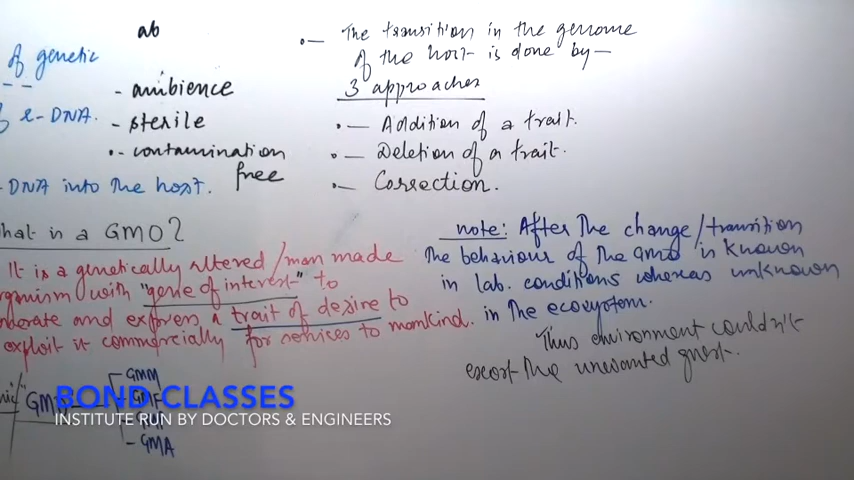 ab
of genetic
- ambience
of r-DNA.
- sterile
- contamination
free
- DNA into the host.
.— The transition in the genome
of the host is done by—
3 approaches
.— Addition of a trait.
.— Deletion of a trait.
.— Correction.
what is a GMO?
It is a genetically altered/man made
organism with "gene of interest" to
and express a trait of desire to
exploit it commercially for services to mankind.
note: After the change/transition
the behaviour of the GMO is known
in lab. conditions whereas unknown
in the ecosystem.
Thus environment couldn't
escort the unwanted guest.
"GMO
- GMM
- GMA
BOND CLASSES
INSTITUTE RUN BY DOCTORS & ENGINEERS